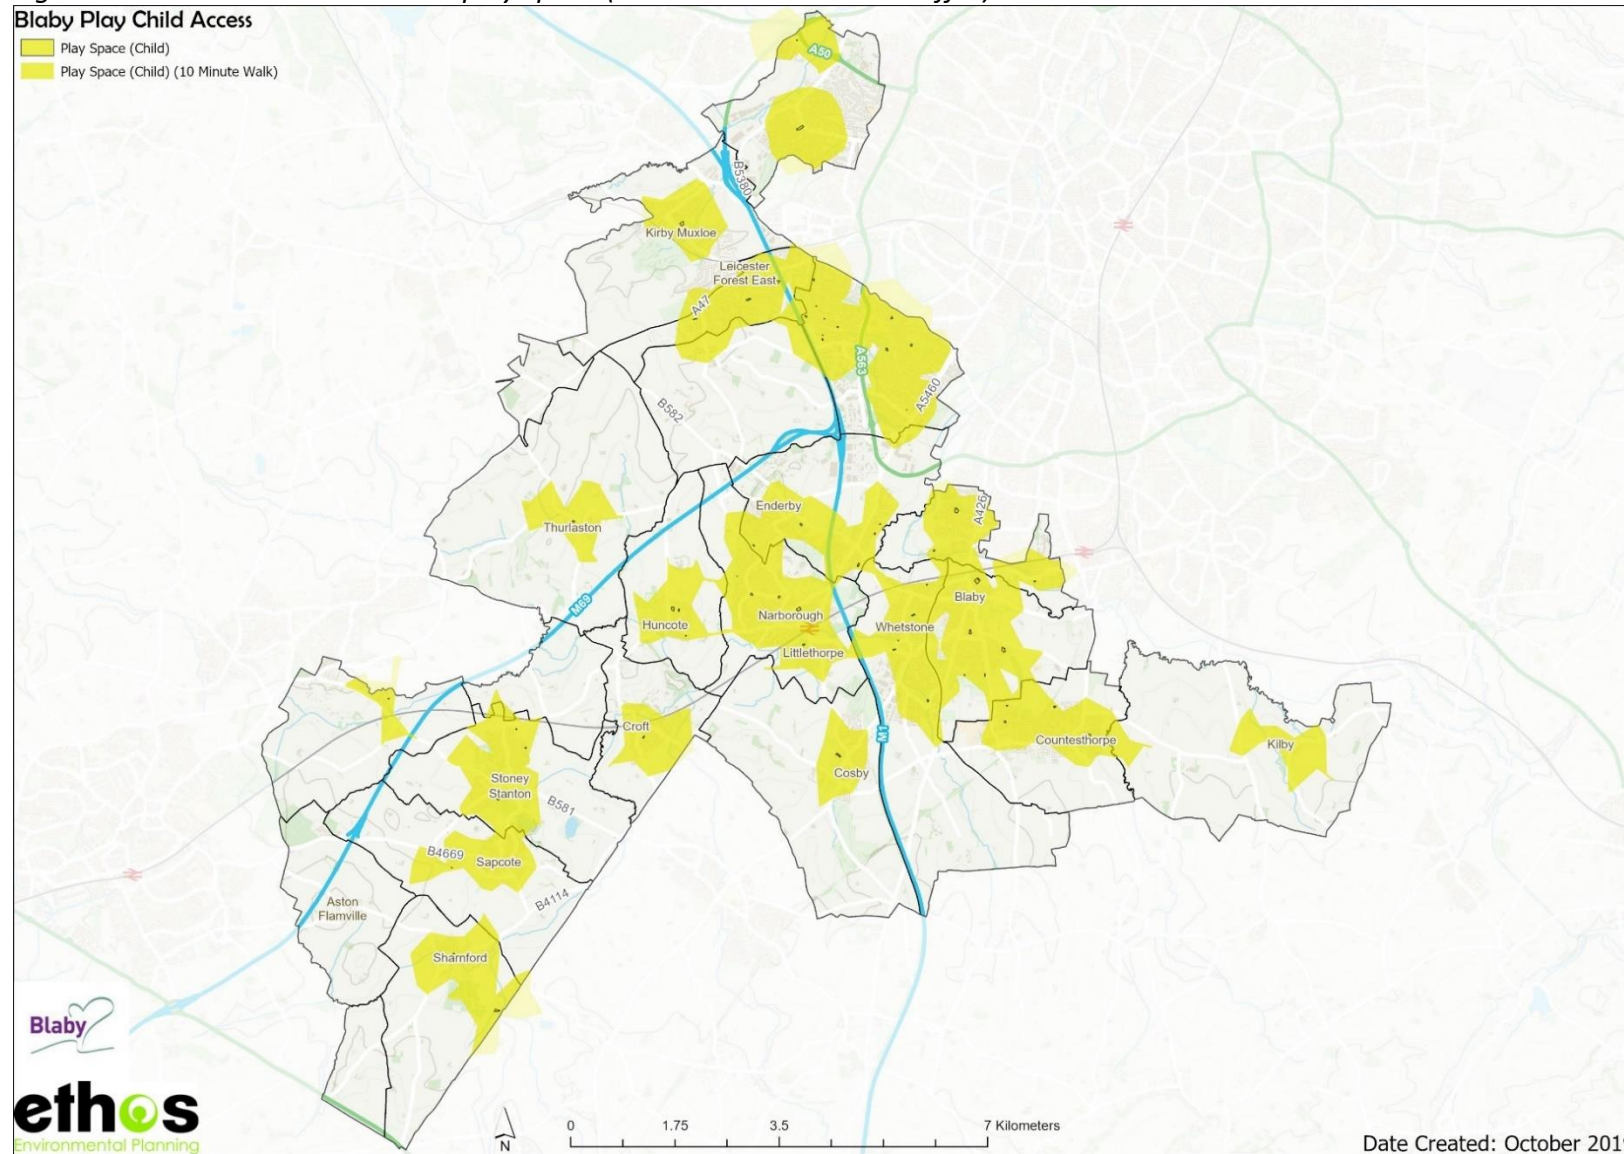 Blaby Play Child Access
Play Space (Child)
Play Space (Child) (10 Minute Walk)
A50
B5380
Kirby Muxloe
Leicester
Forest East
A47
A563
A5460
B582
Enderby
A426
Thurlaston
M69
Blaby
Narborough
Huncote
Whetstone
Littlethorpe
Croft
M1
Countesthorpe
Kilby
Cosby
Stoney
Stanton
B581
B4669
Sapcote
B4114
Aston
Flamville
Sharnford
Blaby
ethos
Environmental Planning
N
0 1.75 3.5 7 Kilometers
Date Created: October 201